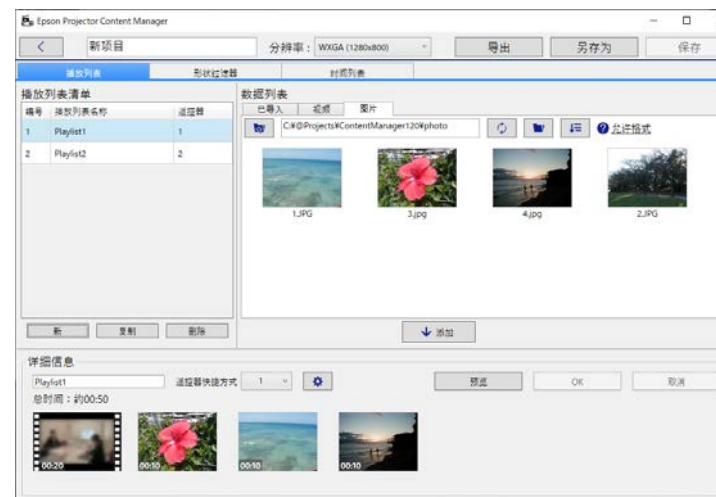 Epson Projector Content Manager
新项目 分辨率： WXGA (1280x800) 导出 另存为 保存
播放列表 形状过滤器 时间列表
播放列表清单 数据列表
编号 播放列表名称 遥控器 已导入 视频 图片
C:¥@Projects¥ContentManager120¥photo 允许格式
1 Playlist1 1
2 Playlist2 2
1.JPG 3.jpg 4.jpg 2.JPG
新 复制 删除 添加
详细信息
Playlist1 遥控器快捷方式 1 预览 OK 取消
总时间：约00:50
00:20 00:10 00:10 00:10